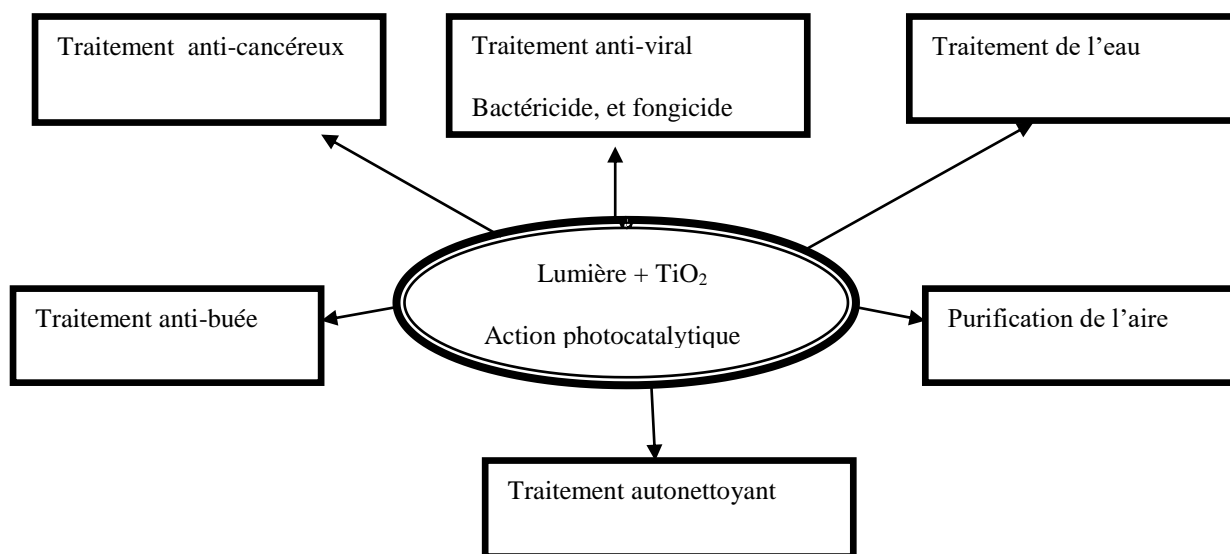 Traitement anti-cancéreux
Traitement anti-viral
Bactéricide, et fongicide
Traitement de l’eau
Lumière + TiO₂
Action photocatalytique
Traitement anti-buée
Purification de l’aire
Traitement autonettoyant